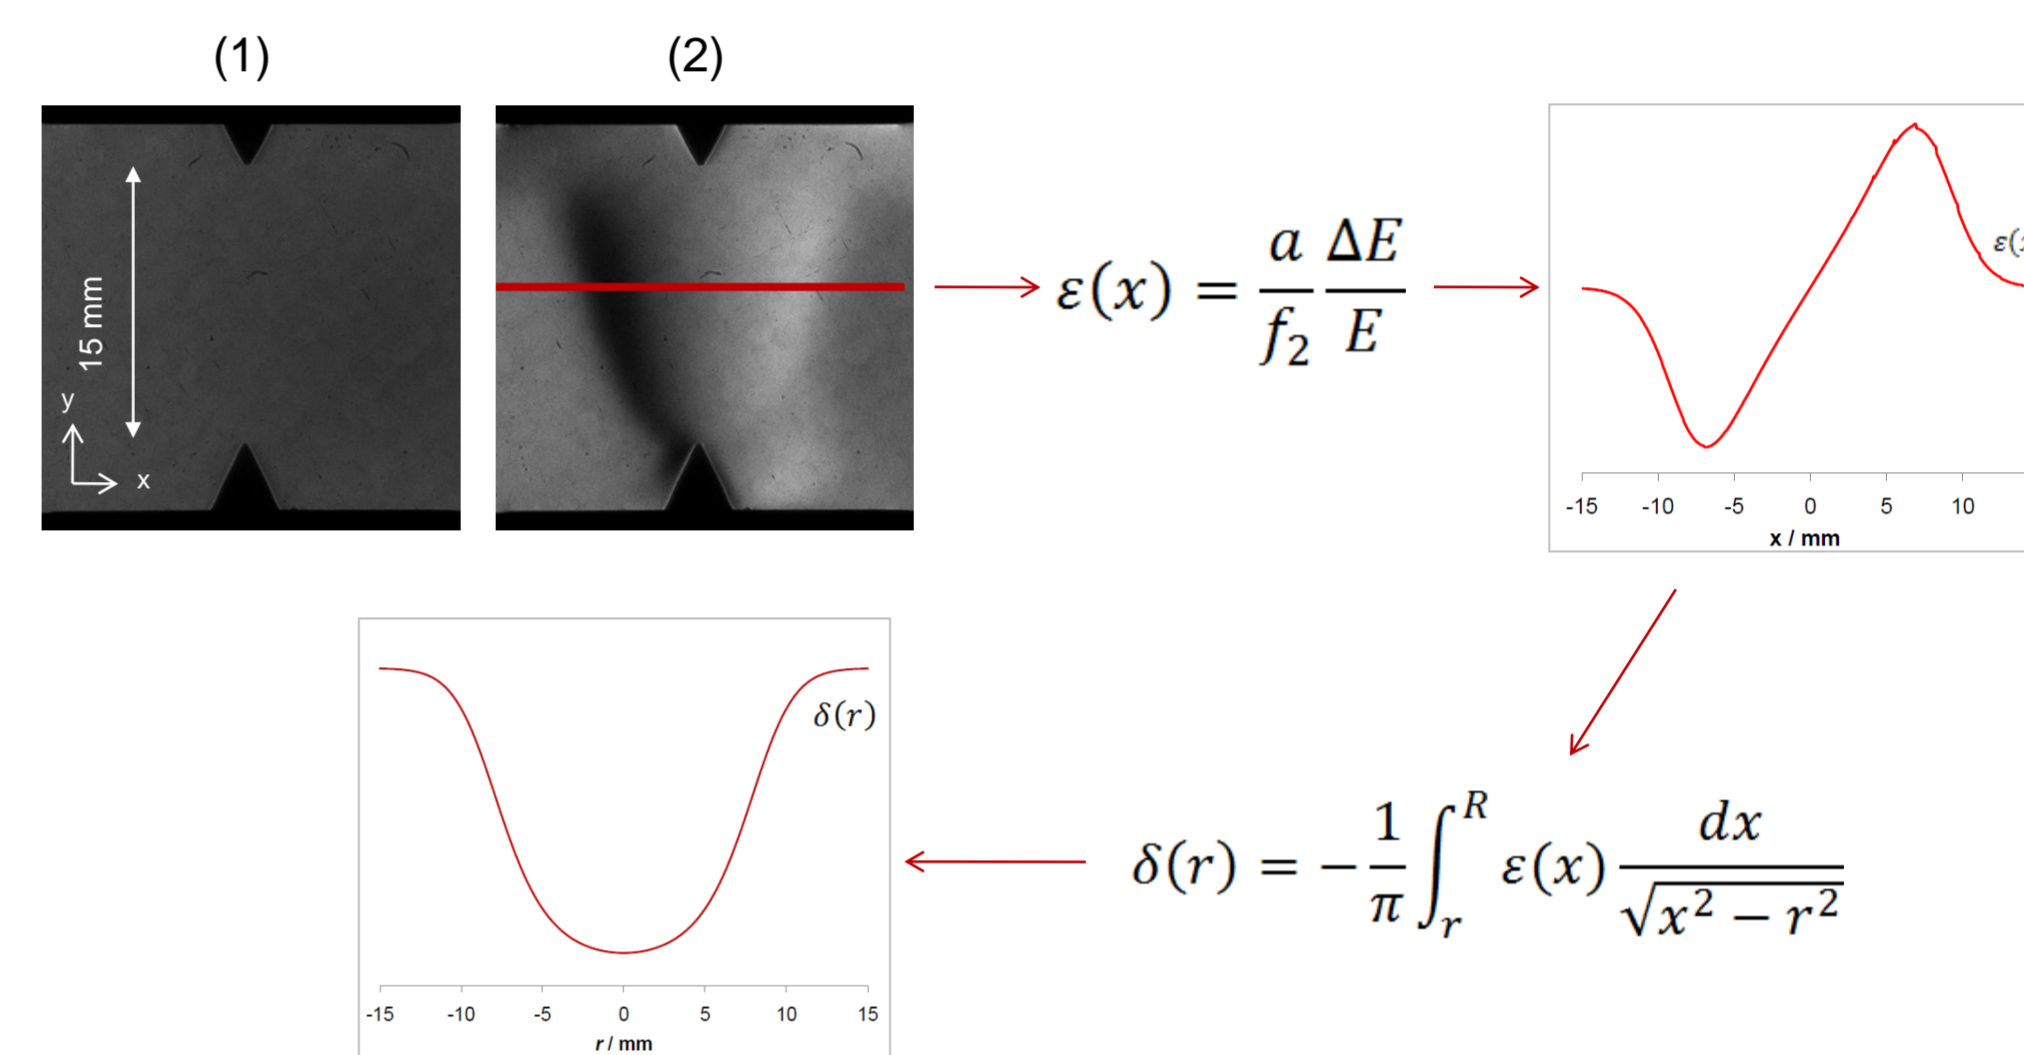 (1)
(2)
15 mm
y
x
ε(x) = a/f₂ ΔE/E
ε(
-15 -10 -5 0 5 10
x / mm
δ(r)
-15 -10 -5 0 5 10 15
r / mm
δ(r) = −1/π ∫ᵣᴿ ε(x) dx/√(x² − r²)